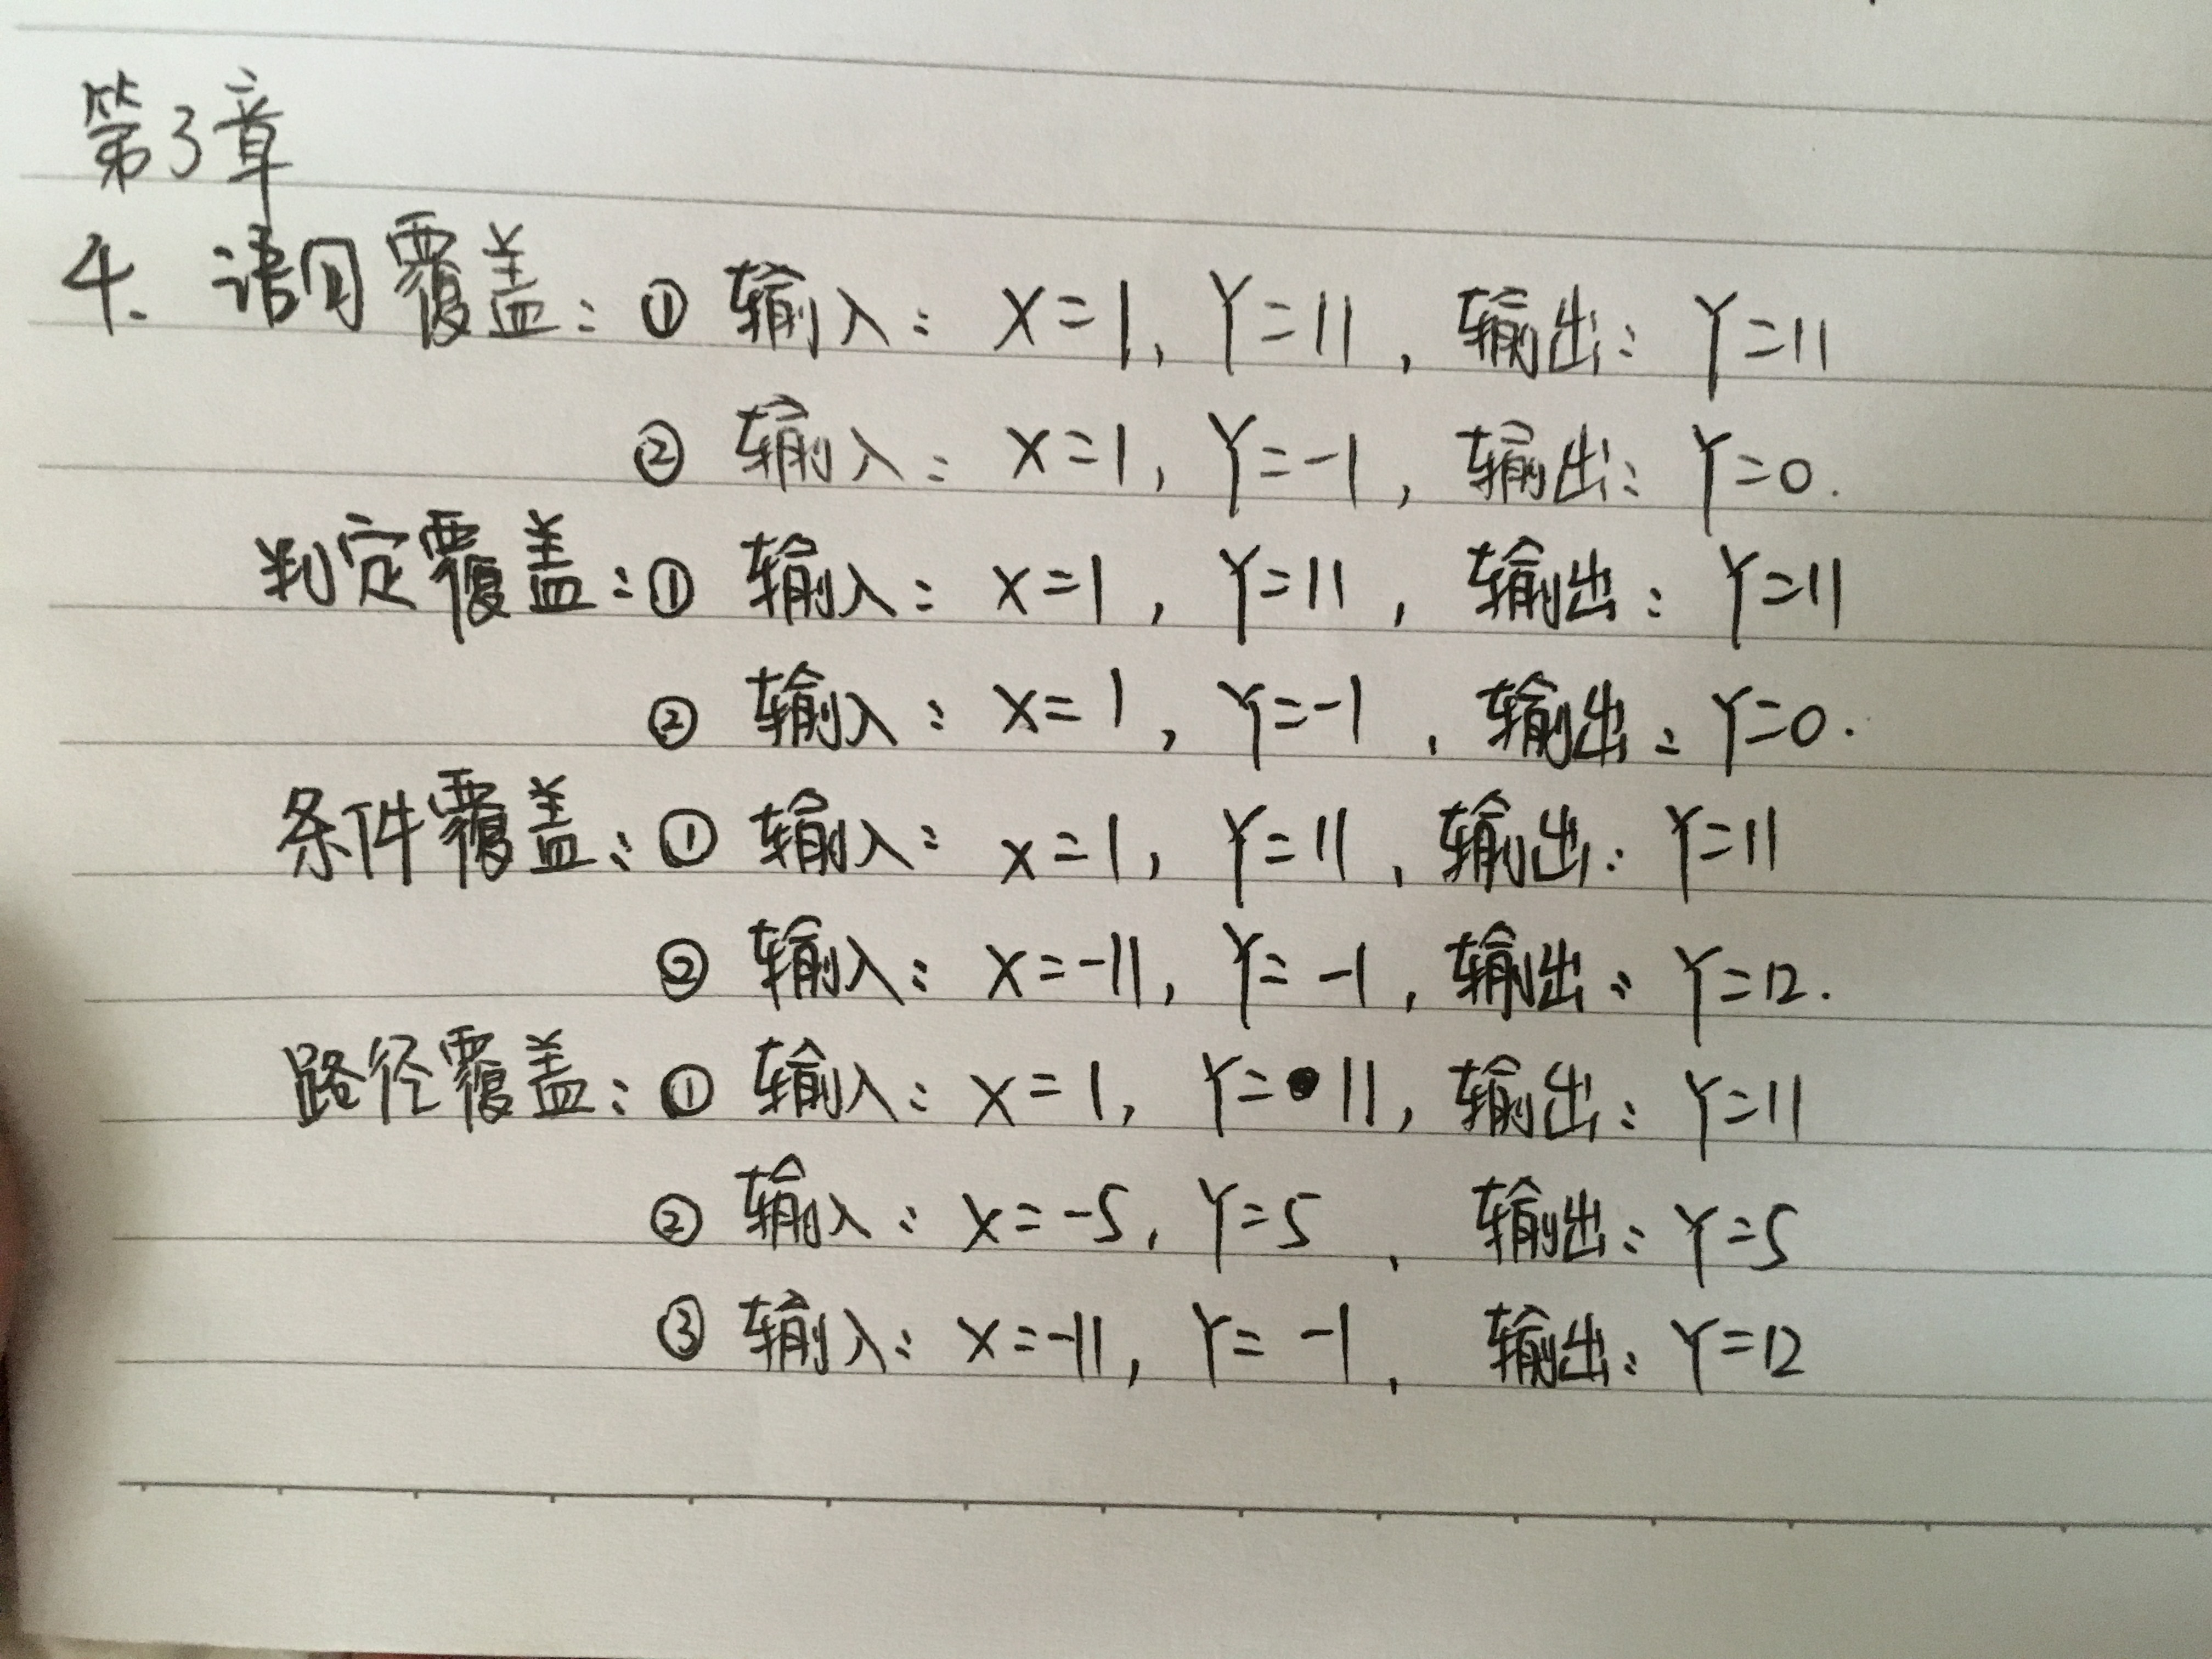 第3章
4. 语句覆盖：① 输入：X=1，Y=11，输出：Y=11
② 输入：X=1，Y=-1，输出：Y=0.
判定覆盖：① 输入：X=1，Y=11，输出：Y=11
② 输入：X=1，Y=-1，输出：Y=0.
条件覆盖：① 输入：X=1，Y=11，输出：Y=11
② 输入：X=-11，Y=-1，输出：Y=12.
路径覆盖：① 输入：X=1，Y=11，输出：Y=11
② 输入：X=-5，Y=5，输出：Y=5
③ 输入：X=-11，Y=-1，输出：Y=12